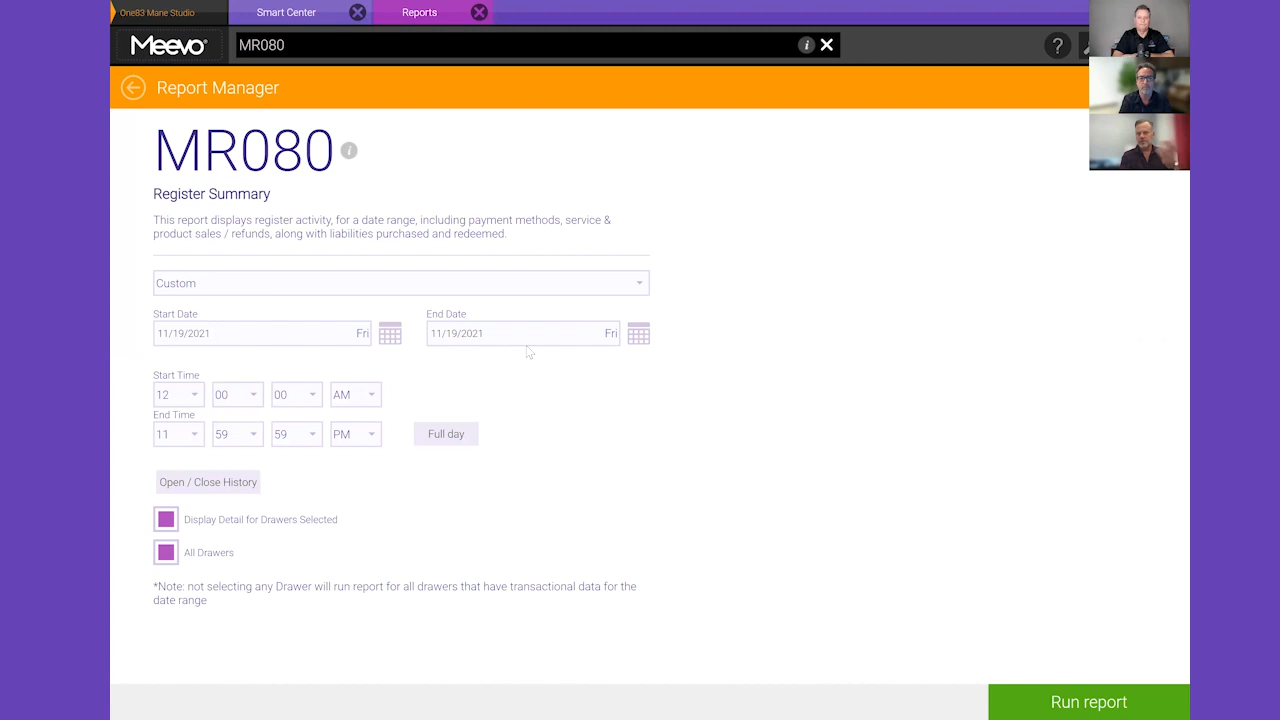 One83 Mane Studio
Smart Center
Reports
Meevo
MR080
Report Manager
MR080
Register Summary
This report displays register activity, for a date range, including payment methods, service &
product sales / refunds, along with liabilities purchased and redeemed.
Custom
Start Date
End Date
11/19/2021 Fri
11/19/2021 Fri
Start Time
12 00 00 AM
End Time
11 59 59 PM
Full day
Open / Close History
Display Detail for Drawers Selected
All Drawers
*Note: not selecting any Drawer will run report for all drawers that have transactional data for the
date range
Run report